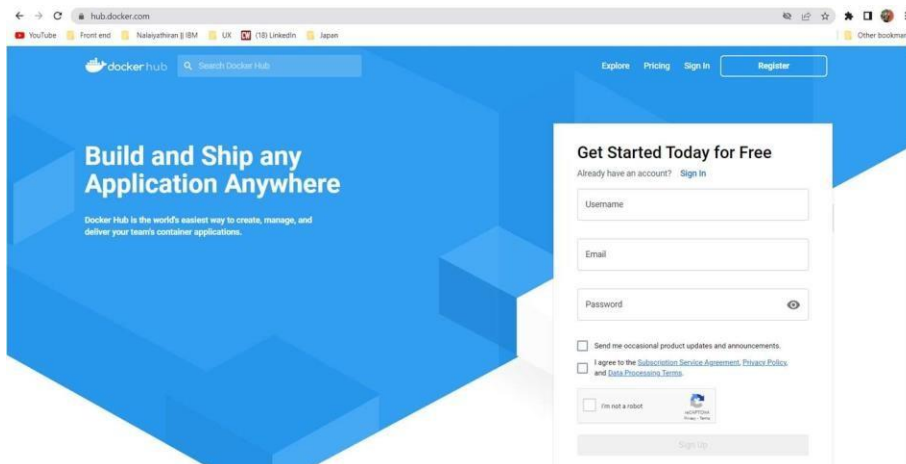 hub.docker.com
YouTube Front end Nalaiyathiran || IBM UX (18) LinkedIn Japan Other bookmar
docker hub Search Docker Hub Explore Pricing Sign In Register
Build and Ship any
Application Anywhere
Docker Hub is the world's easiest way to create, manage, and
deliver your team's container applications.
Get Started Today for Free
Already have an account? Sign In
Username
Email
Password
Send me occasional product updates and announcements.
I agree to the Subscription Service Agreement, Privacy Policy,
and Data Processing Terms.
I'm not a robot
reCAPTCHA
Privacy - Terms
Sign Up